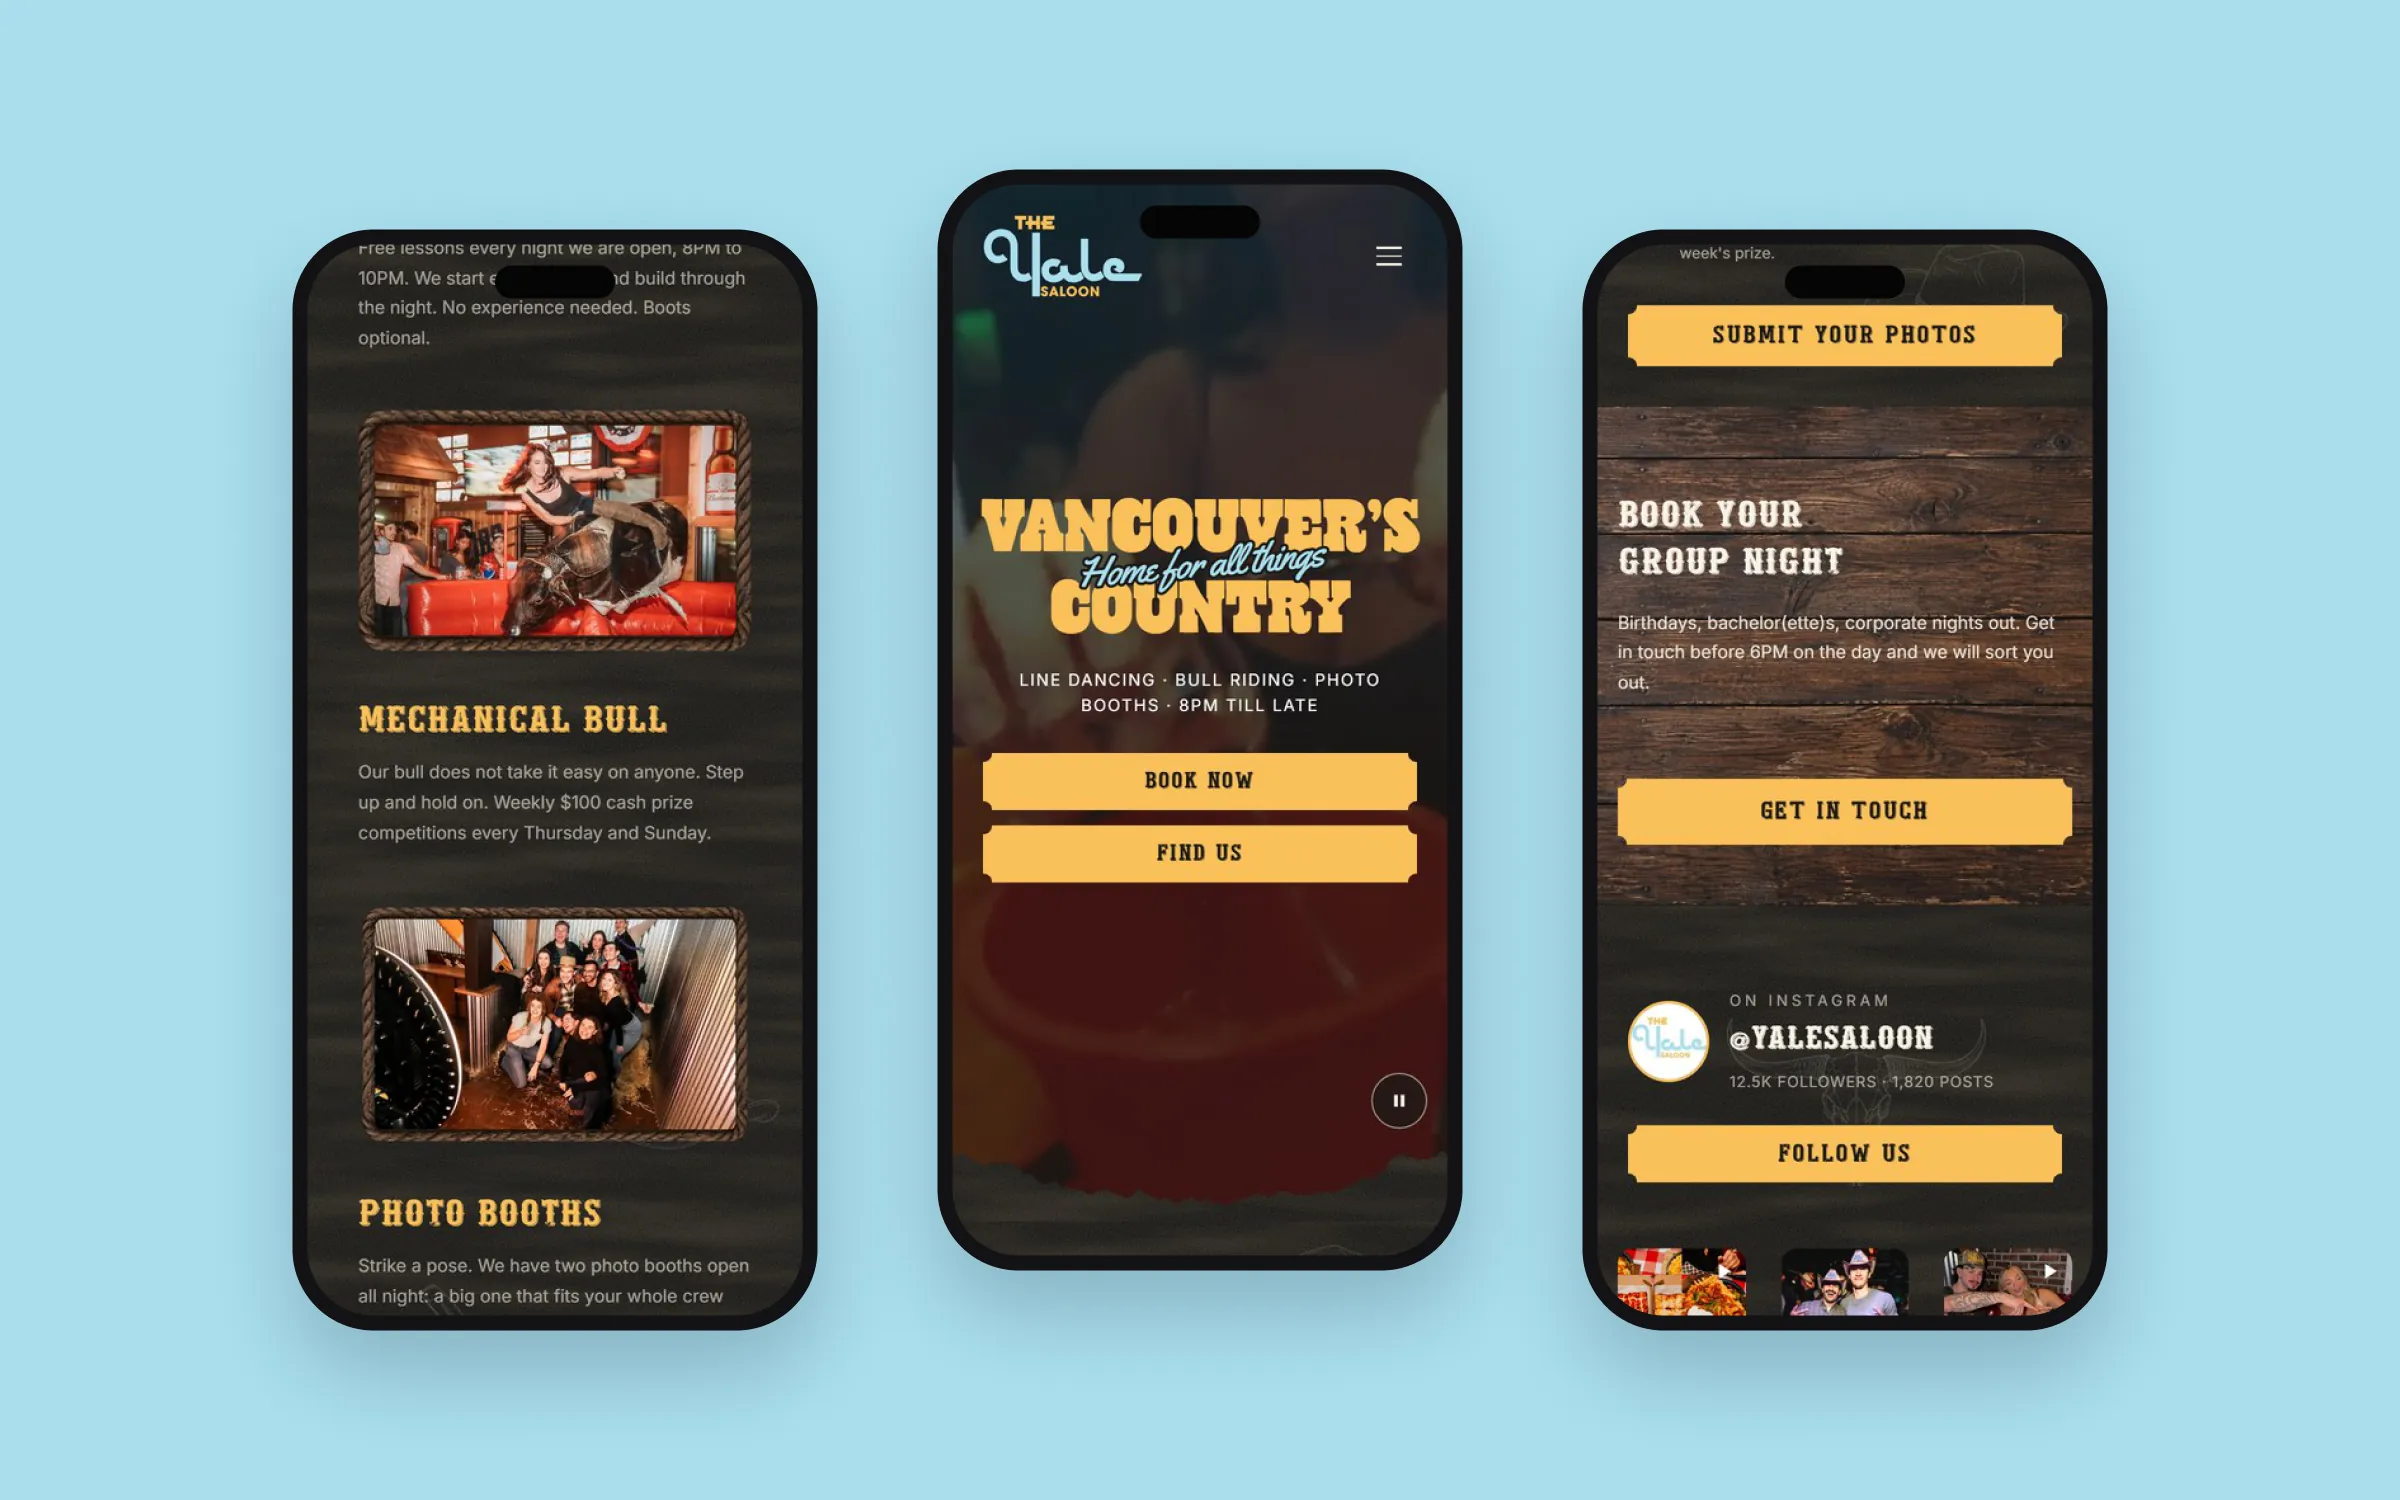 Free lessons every night we are open, 8PM to
10PM. We start nd build through
the night. No experience needed. Boots
optional.
MECHANICAL BULL
Our bull does not take it easy on anyone. Step
up and hold on. Weekly $100 cash prize
competitions every Thursday and Sunday.
PHOTO BOOTHS
Strike a pose. We have two photo booths open
all night: a big one that fits your whole crew
THE
Yale
SALOON
VANCOUVER'S
Home for all things
COUNTRY
LINE DANCING · BULL RIDING · PHOTO
BOOTHS · 8PM TILL LATE
BOOK NOW
FIND US
week's prize.
SUBMIT YOUR PHOTOS
BOOK YOUR
GROUP NIGHT
Birthdays, bachelor(ette)s, corporate nights out. Get
in touch before 6PM on the day and we will sort you
out.
GET IN TOUCH
THE
Yale
SALOON
ON INSTAGRAM
@YALESALOON
12.5K FOLLOWERS · 1,820 POSTS
FOLLOW US